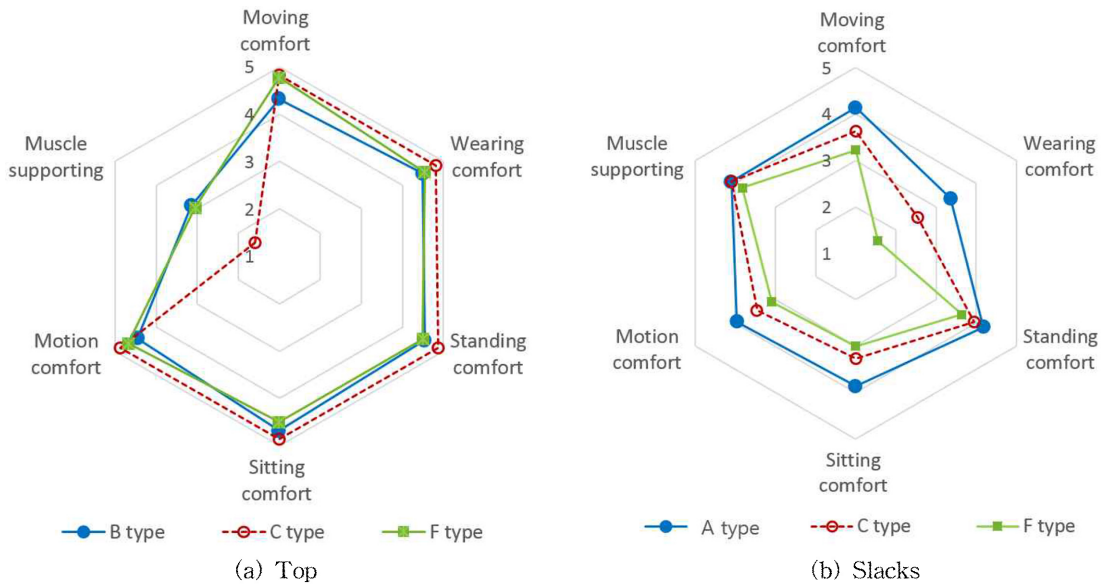 Moving
comfort
5
4
3
2
1
Muscle
supporting
Wearing
comfort
Motion
comfort
Standing
comfort
Sitting
comfort
B type
C type
F type
(a) Top
Moving
comfort
5
4
3
2
1
Muscle
supporting
Wearing
comfort
Motion
comfort
Standing
comfort
Sitting
comfort
A type
C type
F type
(b) Slacks